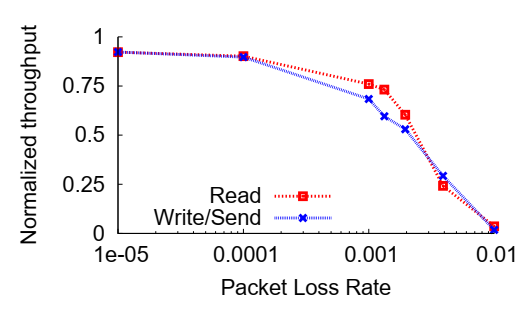 Normalized throughput
1
0.75
0.5
0.25
0
Read
Write/Send
1e-05 0.0001 0.001 0.01
Packet Loss Rate